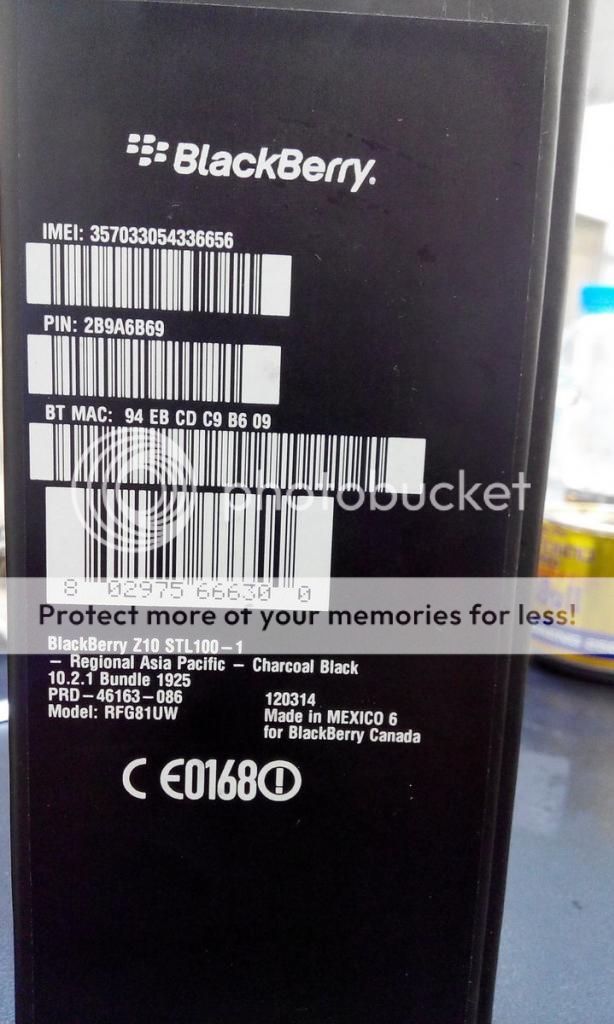 BlackBerry.
IMEI: 357033054336656
PIN: 2B9A6B69
BT MAC: 94 EB CD C9 B6 09
photobucket
8 02975 66630 0
Protect more of your memories for less!
BlackBerry Z10 STL100-1
– Regional Asia Pacific – Charcoal Black
10.2.1 Bundle 1925
PRD-46163-086 120314
Model: RFG81UW Made in MEXICO 6
for BlackBerry Canada
CE0168!